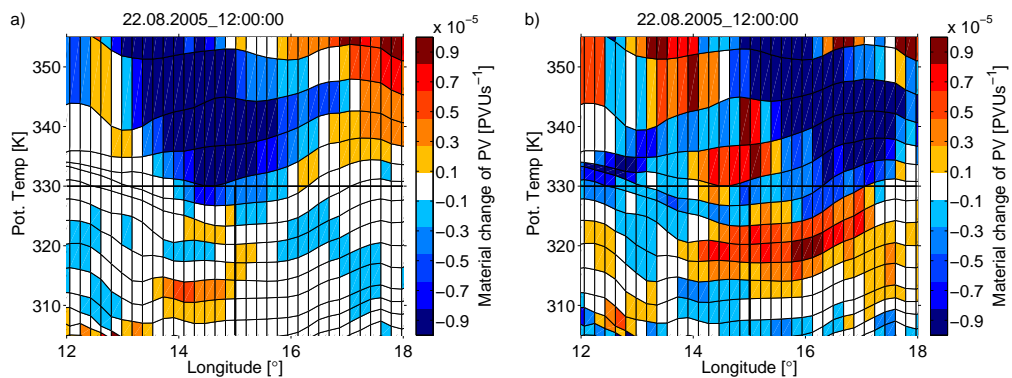 a) 22.08.2005_12:00:00
x 10⁻⁵
350
340
330
320
310
Pot. Temp [K]
12 14 16 18
Longitude [°]
0.9
0.7
0.5
0.3
0.1
−0.1
−0.3
−0.5
−0.7
−0.9
Material change of PV [PVUs⁻¹]
b) 22.08.2005_12:00:00
x 10⁻⁵
350
340
330
320
310
Pot. Temp [K]
12 14 16 18
Longitude [°]
0.9
0.7
0.5
0.3
0.1
−0.1
−0.3
−0.5
−0.7
−0.9
Material change of PV [PVUs⁻¹]